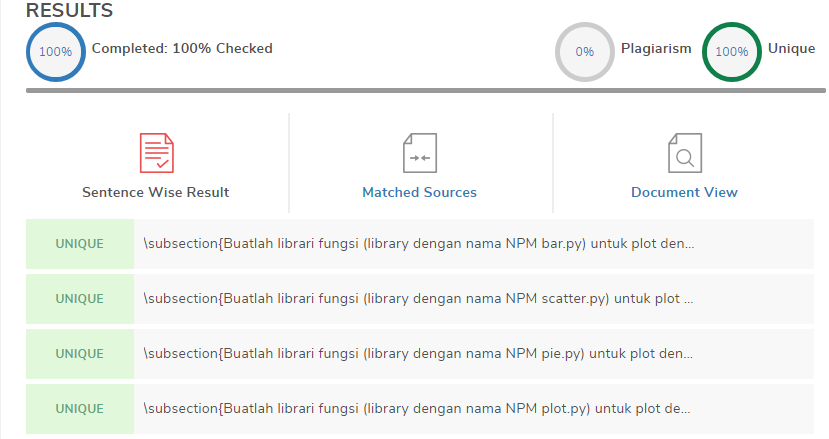 RESULTS
100% Completed: 100% Checked 0% Plagiarism 100% Unique
Sentence Wise Result Matched Sources Document View
UNIQUE \subsection{Buatlah librari fungsi (library dengan nama NPM bar.py) untuk plot den...
UNIQUE \subsection{Buatlah librari fungsi (library dengan nama NPM scatter.py) untuk plot ...
UNIQUE \subsection{Buatlah librari fungsi (library dengan nama NPM pie.py) untuk plot den...
UNIQUE \subsection{Buatlah librari fungsi (library dengan nama NPM plot.py) untuk plot de...